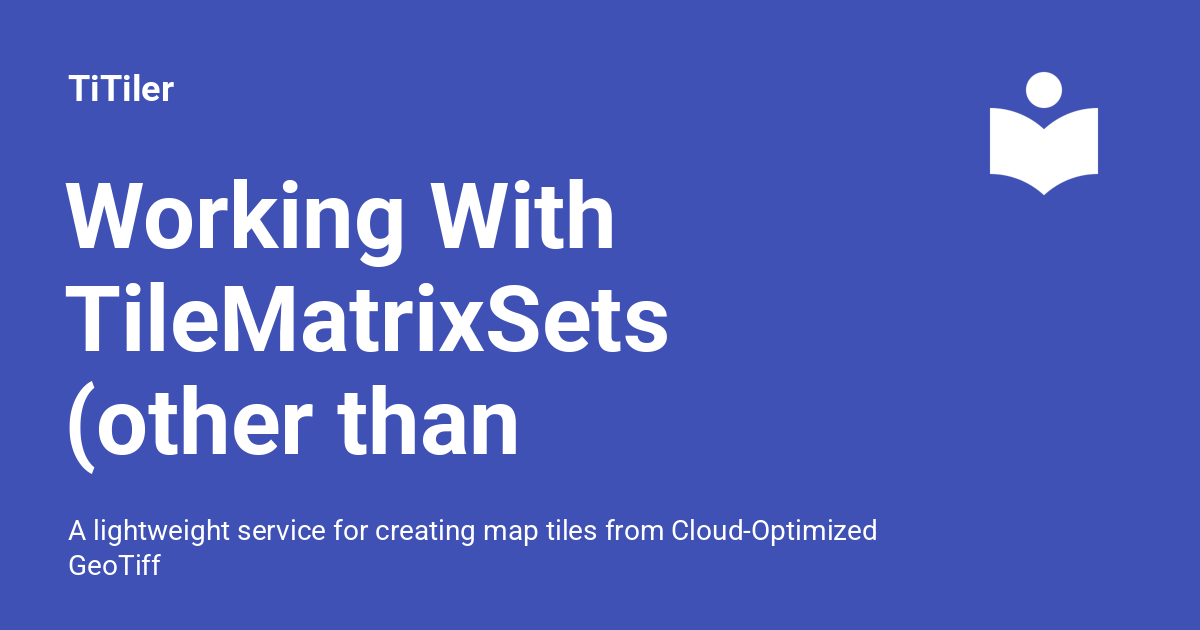 TiTiler
Working With
TileMatrixSets
(other than
A lightweight service for creating map tiles from Cloud-Optimized
GeoTiff